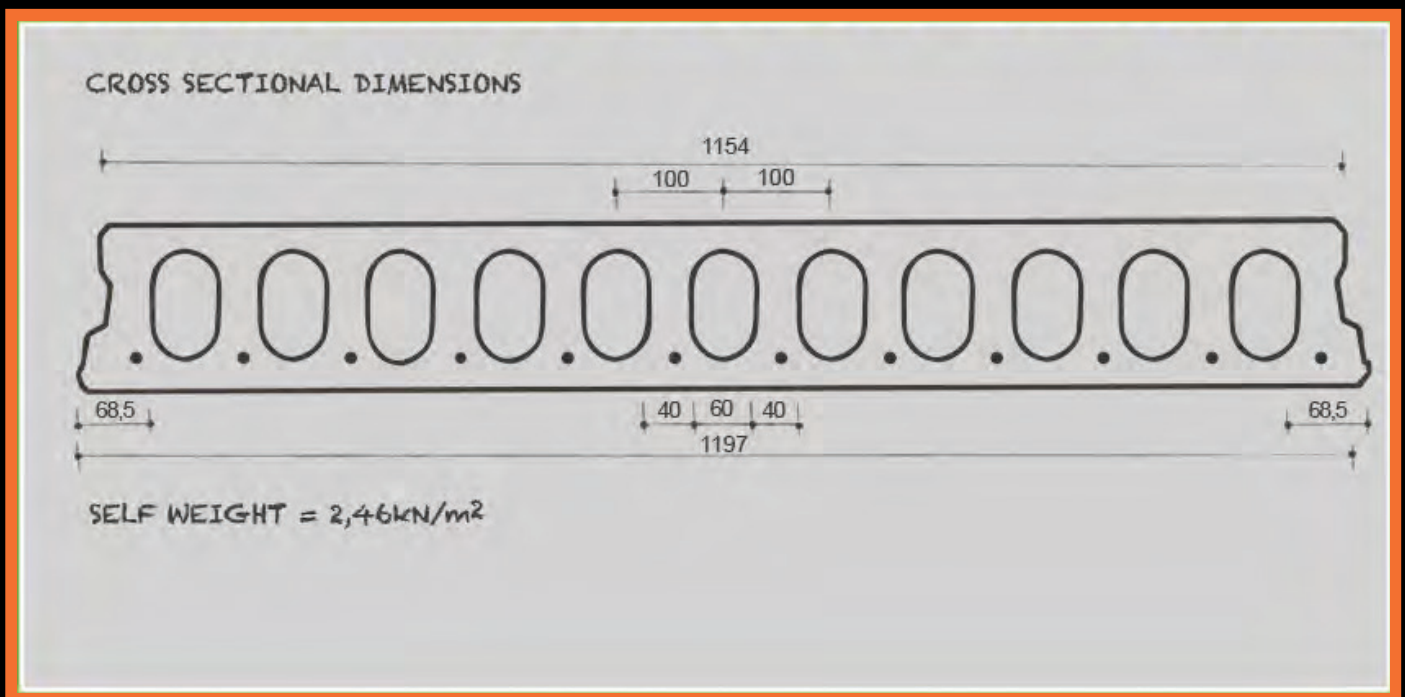 CROSS SECTIONAL DIMENSIONS
1154
100 100
68,5 40 60 40 68,5
1197
SELF WEIGHT = 2,46kN/m²